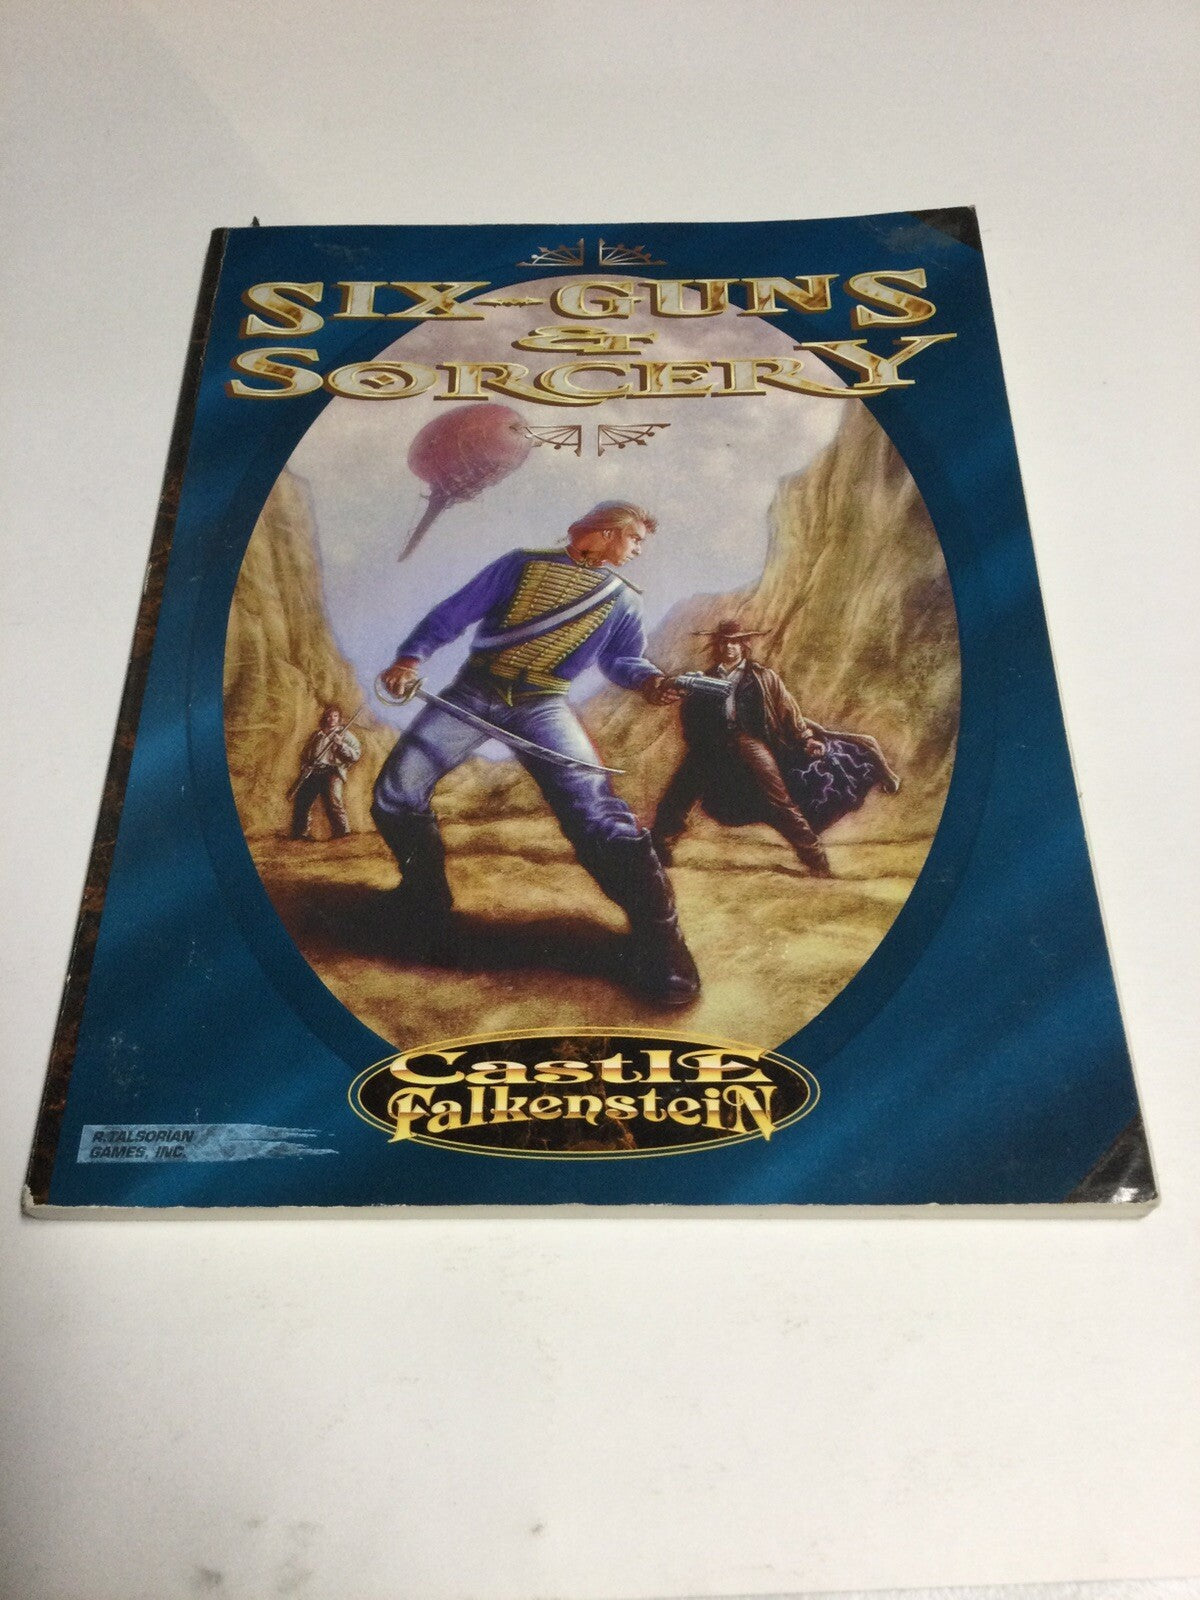 SIX-GUNS
&
SORCERY
CastlE
FalkensteiN
R.TALSORIAN
GAMES, INC.